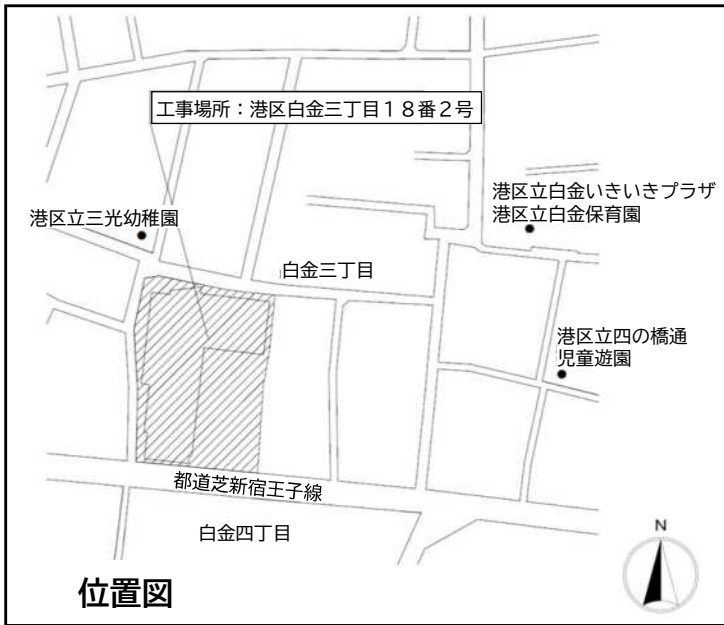 工事場所：港区白金三丁目１８番２号
港区立白金いきいきプラザ
港区立白金保育園
港区立三光幼稚園
白金三丁目
港区立四の橋通
児童遊園
都道芝新宿王子線
白金四丁目
N
位置図